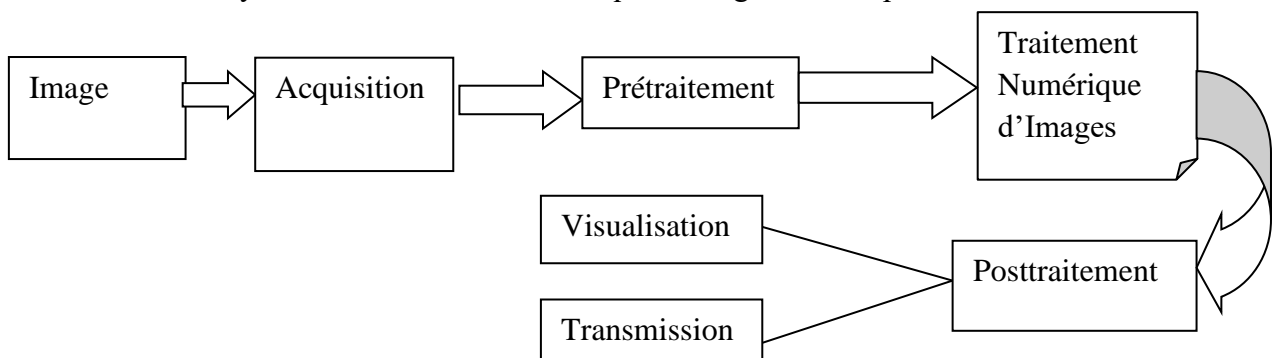 Image
Acquisition
Prétraitement
Traitement
Numérique
d’Images
Visualisation
Posttraitement
Transmission